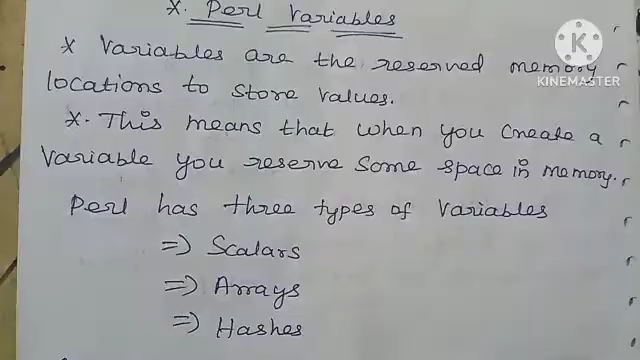 *. Perl Variables
* Variables are the reserved memory
locations to store values.
*. This means that when you create a
variable you reserve some space in memory.
Perl has three types of variables
=> Scalars
=> Arrays
=> Hashes
K
KINEMASTER